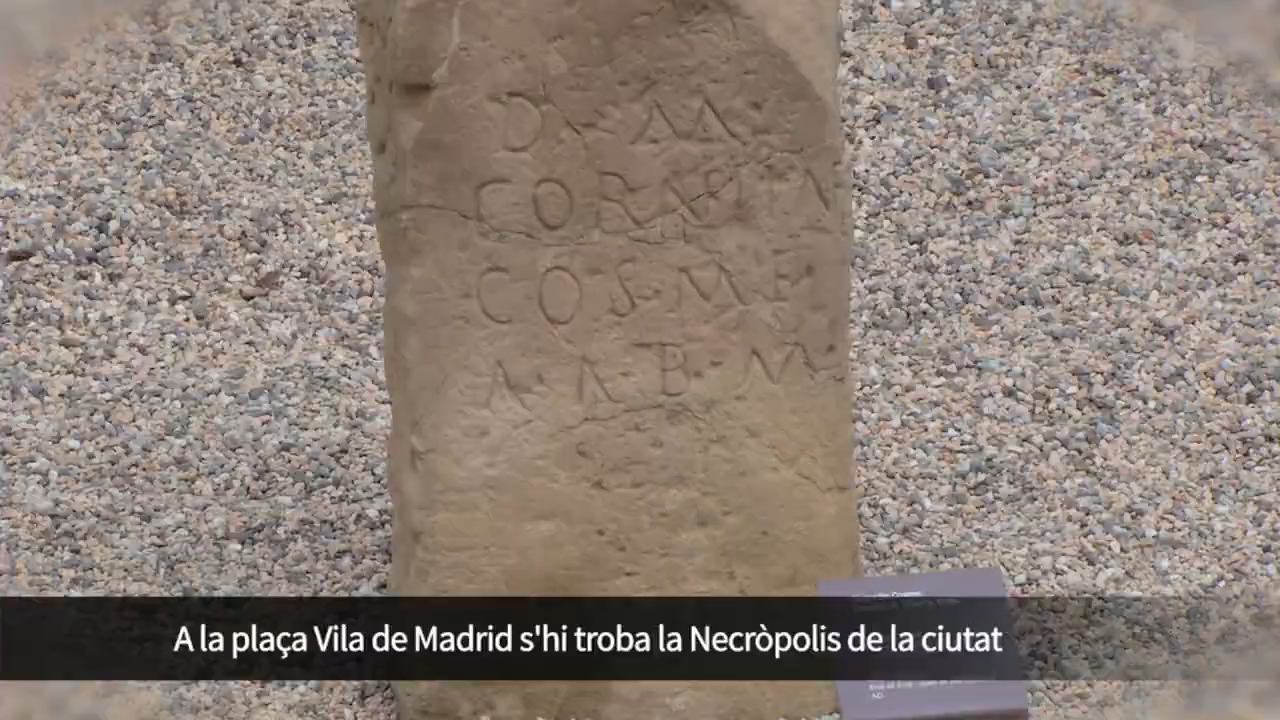 D · M ·
CORNELIA
COSME
A · A · B · M ·
A la plaça Vila de Madrid s'hi troba la Necròpolis de la ciutat